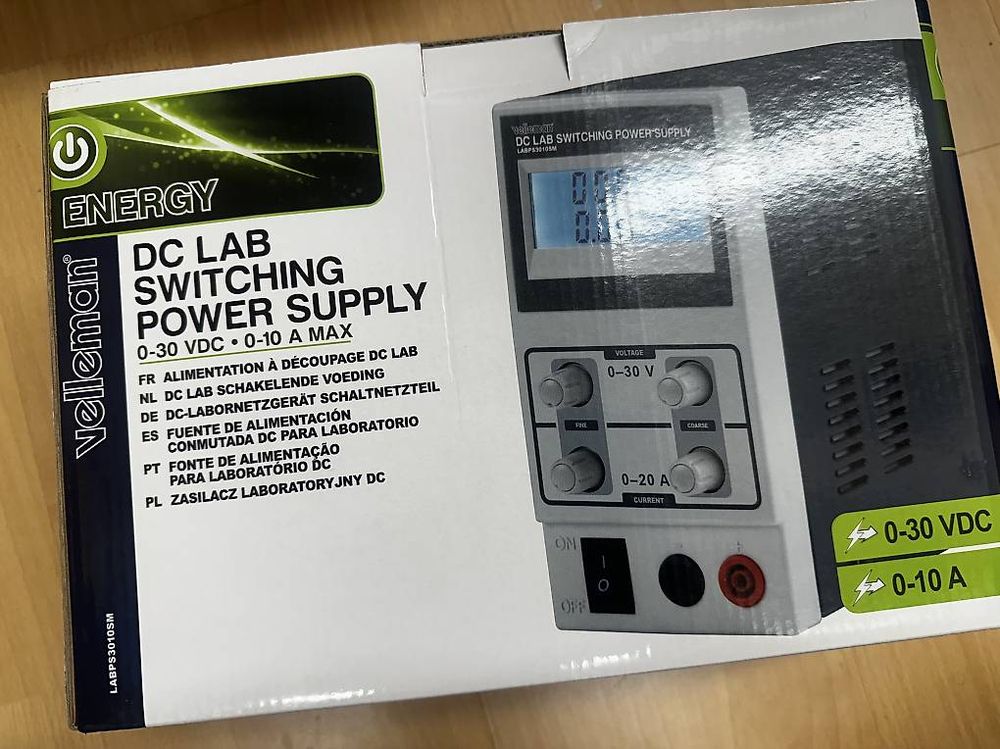 ENERGY
velleman®
DC LAB
SWITCHING
POWER SUPPLY
0-30 VDC • 0-10 A MAX
FR ALIMENTATION À DÉCOUPAGE DC LAB
NL DC LAB SCHAKELENDE VOEDING
DE DC-LABORNETZGERÄT SCHALTNETZTEIL
ES FUENTE DE ALIMENTACIÓN
CONMUTADA DC PARA LABORATORIO
PT FONTE DE ALIMENTAÇÃO
PARA LABORATÓRIO DC
PL ZASILACZ LABORATORYJNY DC
LABPS3010SM
velleman
DC LAB SWITCHING POWER SUPPLY
LABPS3010SM
VOLTAGE
0–30 V
FINE
COARSE
0–20 A
CURRENT
ON
OFF
0-30 VDC
0-10 A